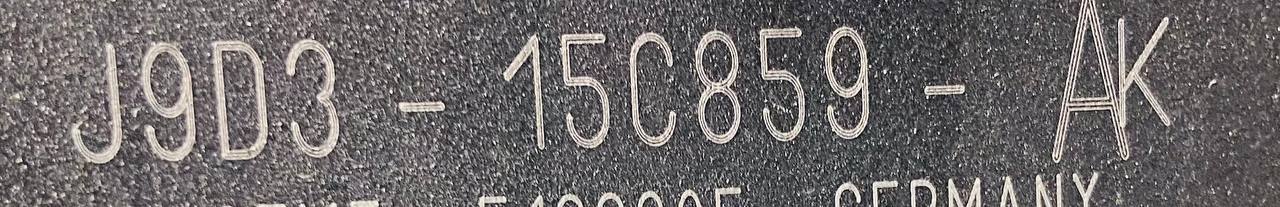 J9D3 - 15C859 - AK
GERMANY